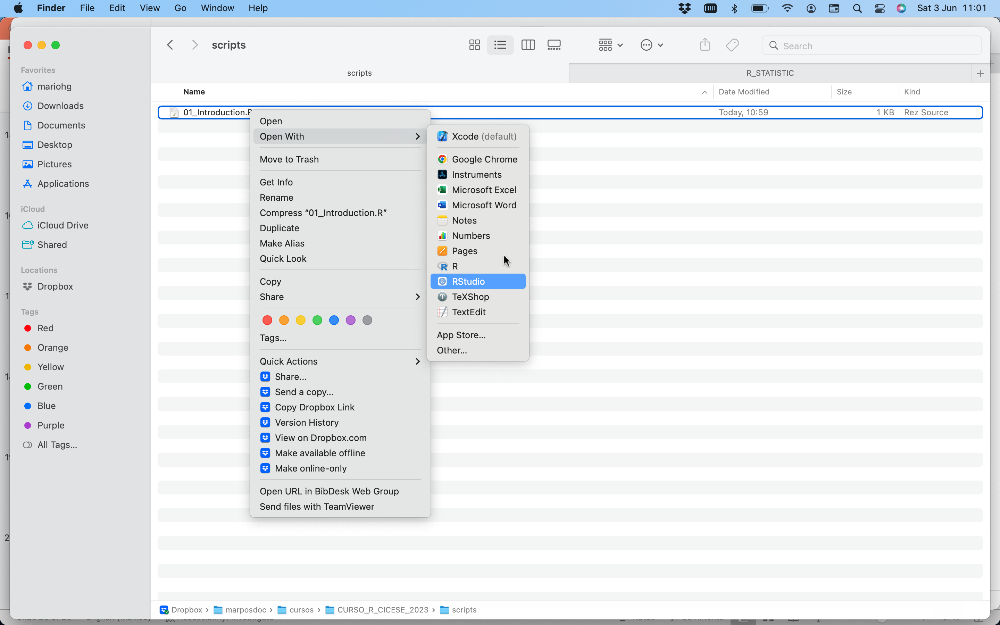 Finder File Edit View Go Window Help Sat 3 Jun 11:01
scripts
Search
scripts R_STATISTIC
Favorites
mariohg
Downloads
Documents
Desktop
Pictures
Applications
iCloud
iCloud Drive
Shared
Locations
Dropbox
Tags
Red
Orange
Yellow
Green
Blue
Purple
All Tags...
Name Date Modified Size Kind
01_Introduction.R Today, 10:59 1 KB Rez Source
Open
Open With
Move to Trash
Get Info
Rename
Compress “01_Introduction.R”
Duplicate
Make Alias
Quick Look
Copy
Share
Tags...
Quick Actions
Share...
Send a copy...
Copy Dropbox Link
Version History
View on Dropbox.com
Make available offline
Make online-only
Open URL in BibDesk Web Group
Send files with TeamViewer
Xcode (default)
Google Chrome
Instruments
Microsoft Excel
Microsoft Word
Notes
Numbers
Pages
R
RStudio
TeXShop
TextEdit
App Store...
Other...
Dropbox marposdoc cursos CURSO_R_CICESE_2023 scripts